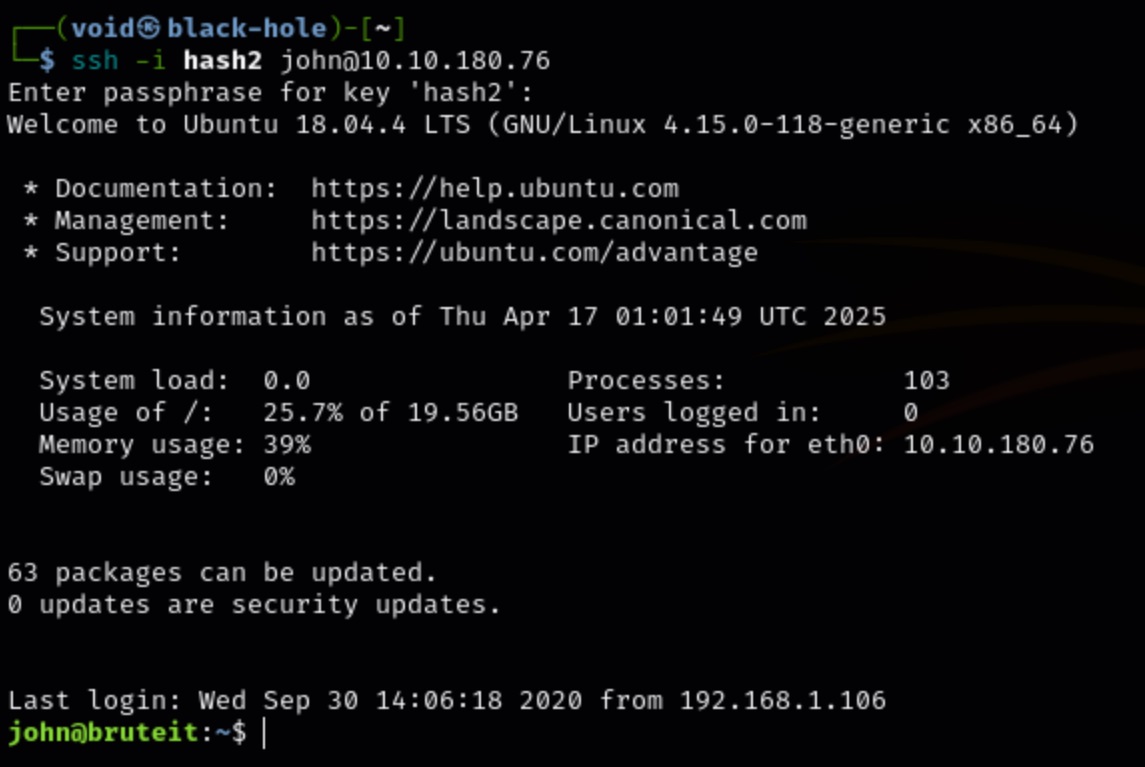 ┌──(void㉿black-hole)-[~]
└─$ ssh -i hash2 john@10.10.180.76
Enter passphrase for key 'hash2':
Welcome to Ubuntu 18.04.4 LTS (GNU/Linux 4.15.0-118-generic x86_64)
* Documentation:  https://help.ubuntu.com
* Management:     https://landscape.canonical.com
* Support:        https://ubuntu.com/advantage
System information as of Thu Apr 17 01:01:49 UTC 2025
System load:  0.0                Processes:           103
Usage of /:   25.7% of 19.56GB   Users logged in:     0
Memory usage: 39%                IP address for eth0: 10.10.180.76
Swap usage:   0%
63 packages can be updated.
0 updates are security updates.
Last login: Wed Sep 30 14:06:18 2020 from 192.168.1.106
john@bruteit:~$